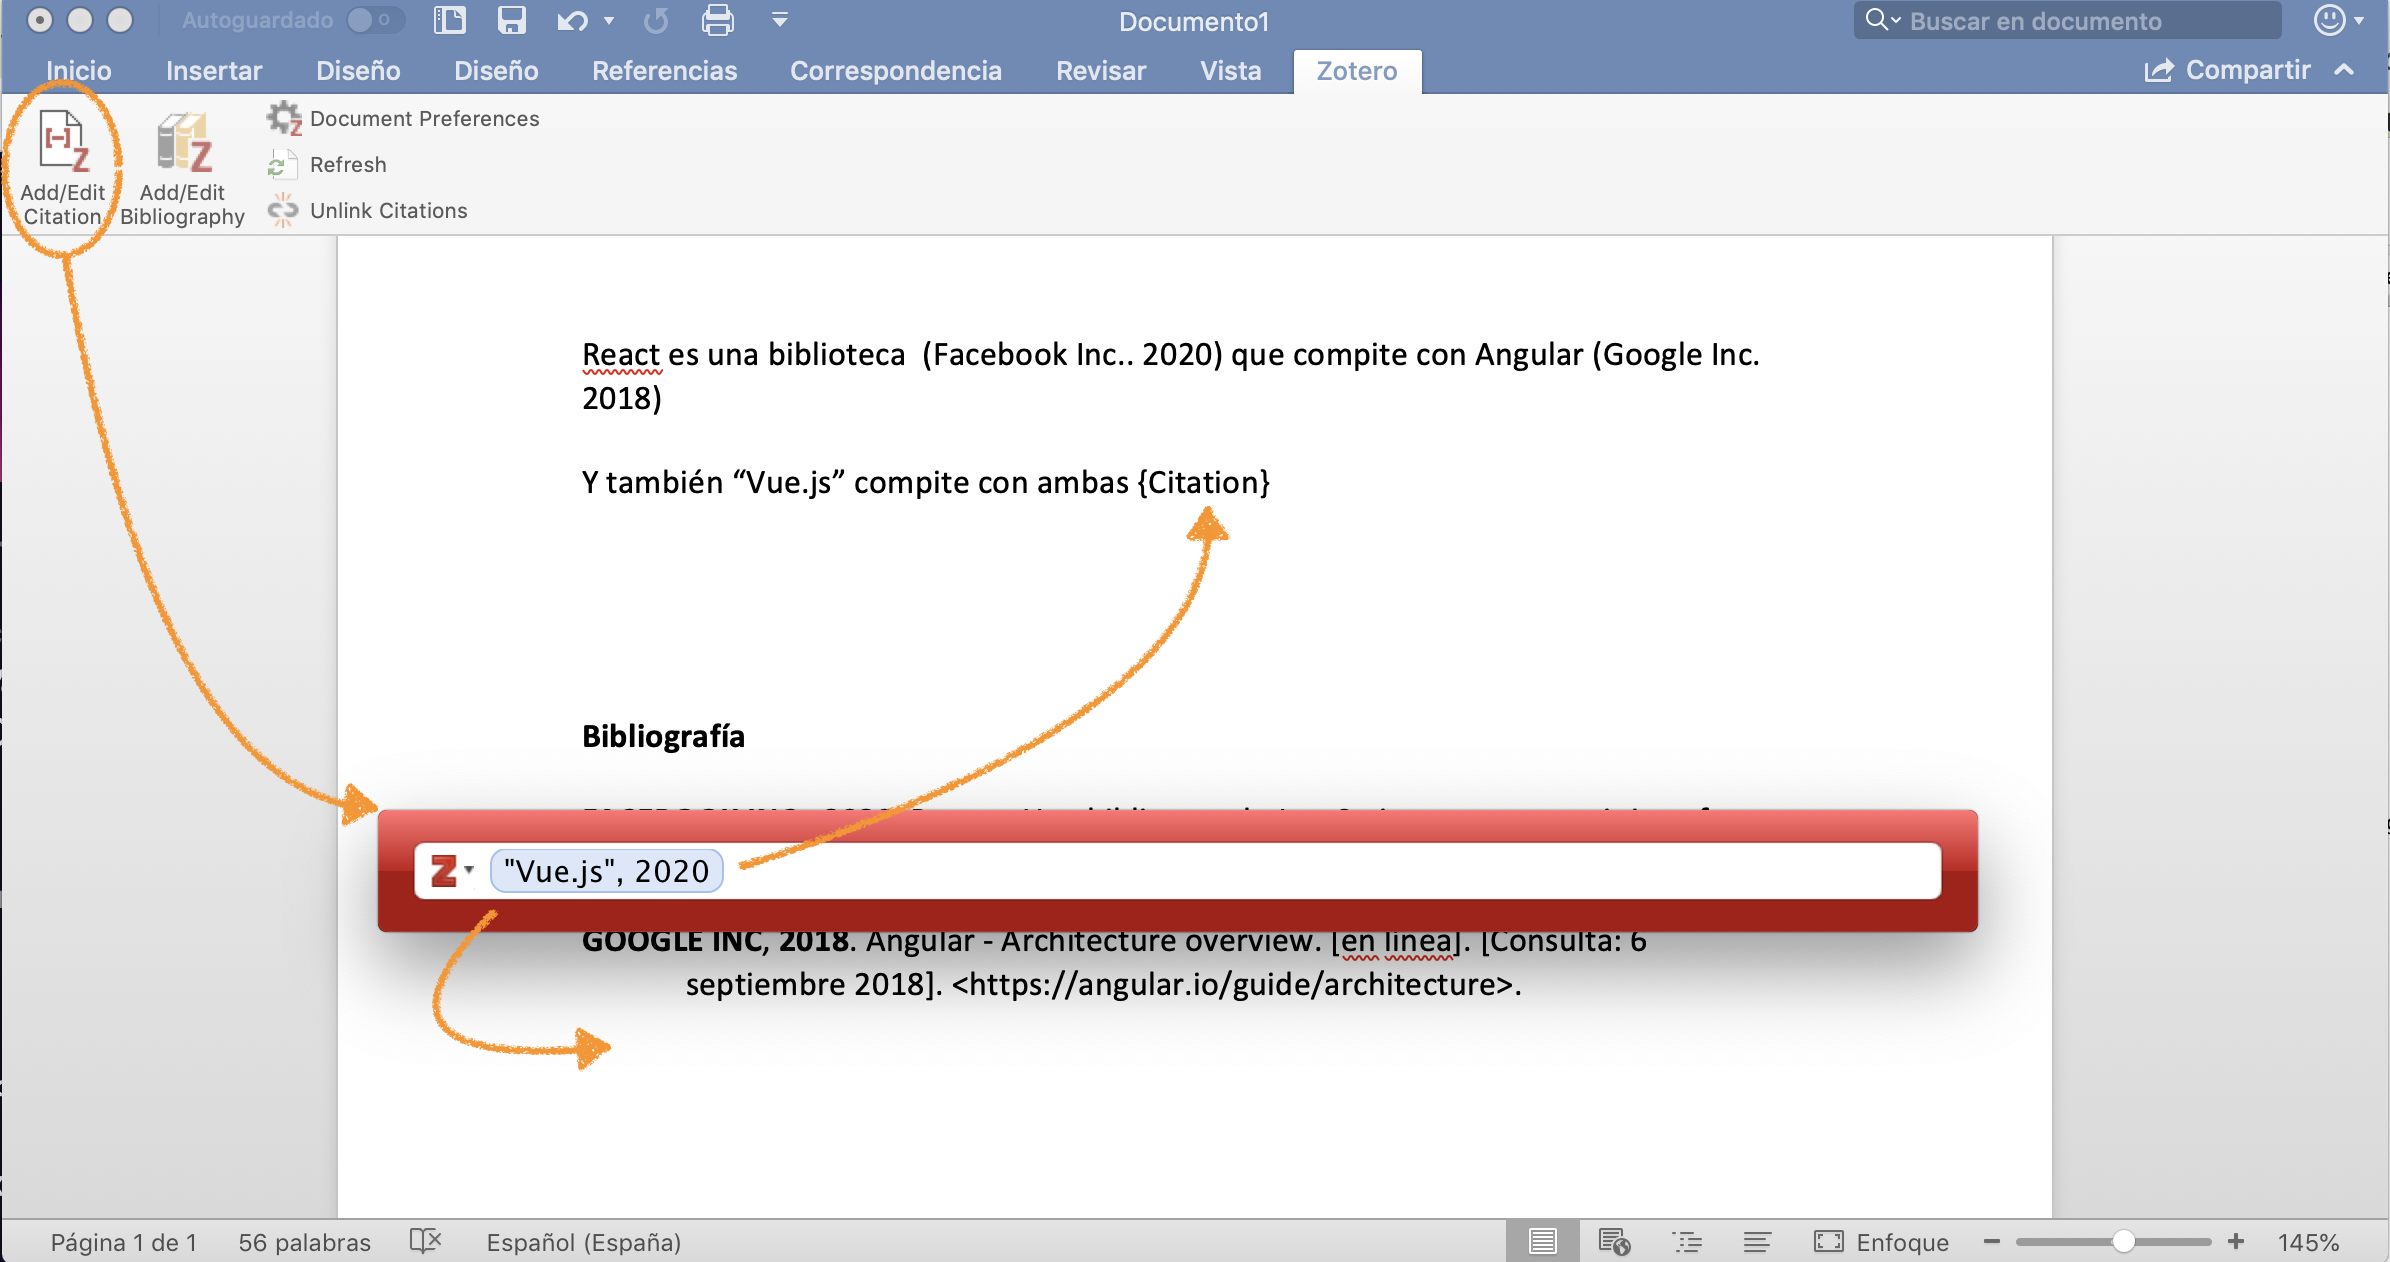 Autoguardado
Documento1
Buscar en documento
Inicio Insertar Diseño Diseño Referencias Correspondencia Revisar Vista Zotero Compartir
Add/Edit Citation
Add/Edit Bibliography
Document Preferences
Refresh
Unlink Citations
React es una biblioteca (Facebook Inc.. 2020) que compite con Angular (Google Inc.
2018)
Y también “Vue.js” compite con ambas {Citation}
Bibliografía
Z "Vue.js", 2020
GOOGLE INC, 2018. Angular - Architecture overview. [en línea]. [Consulta: 6
septiembre 2018]. <https://angular.io/guide/architecture>.
Página 1 de 1 56 palabras Español (España) Enfoque 145%